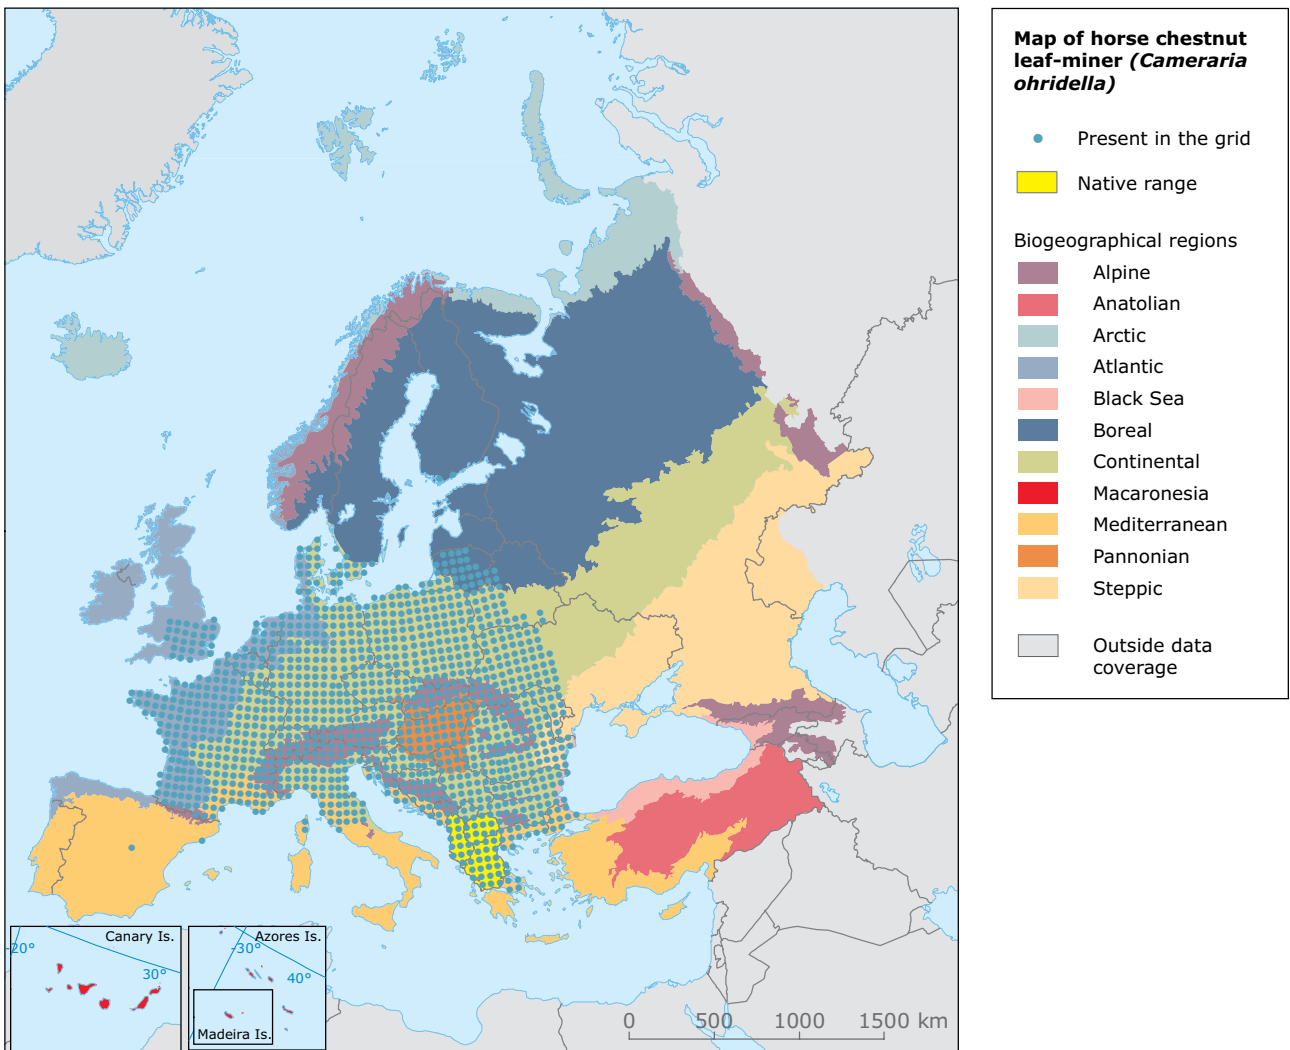 Map of horse chestnut
leaf-miner (Cameraria
ohridella)
Present in the grid
Native range
Biogeographical regions
Alpine
Anatolian
Arctic
Atlantic
Black Sea
Boreal
Continental
Macaronesia
Mediterranean
Pannonian
Steppic
Outside data
coverage
Canary Is.
-20°
30°
Azores Is.
-30°
40°
Madeira Is.
0 500 1000 1500 km